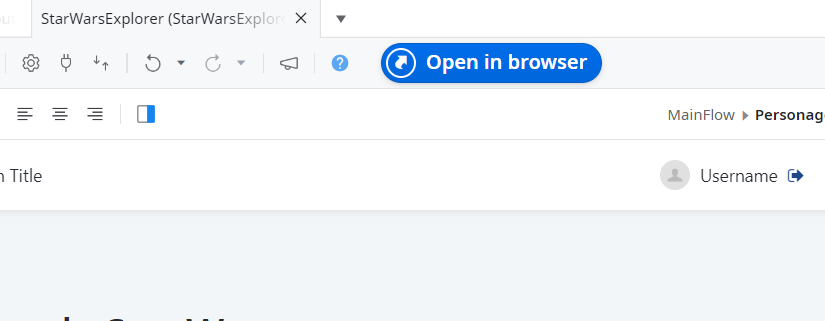 StarWarsExplorer (StarWarsExplor
Open in browser
MainFlow Personag
Title
Username